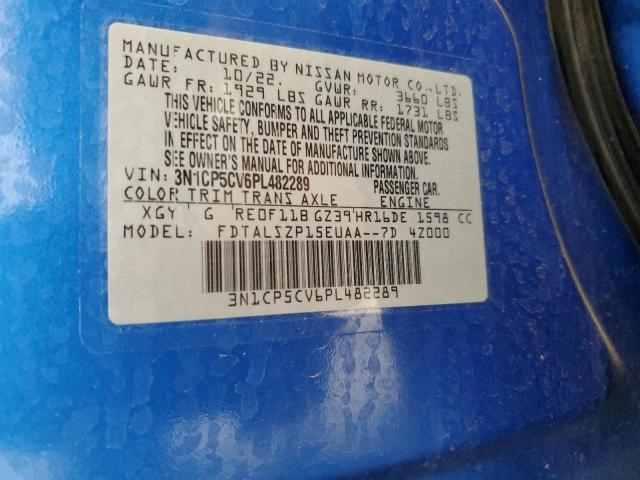 MANUFACTURED BY NISSAN MOTOR CO.,LTD.
DATE: 10/22. GVWR: 3660 LBS
GAWR FR: 1929 LBS GAWR RR: 1731 LBS
THIS VEHICLE CONFORMS TO ALL APPLICABLE FEDERAL MOTOR
VEHICLE SAFETY, BUMPER AND THEFT PREVENTION STANDARDS
IN EFFECT ON THE DATE OF MANUFACTURE SHOWN ABOVE.
SEE OWNER'S MANUAL FOR ADDITIONAL INFORMATION.
VIN: 3N1CP5CV6PL482289 PASSENGER CAR.
COLOR TRIM TRANS AXLE ENGINE
XGY G RE0F11B GZ39 HR16DE 1598 CC
MODEL: FDTALSZP15EUAA--7D 4Z000
3N1CP5CV6PL482289